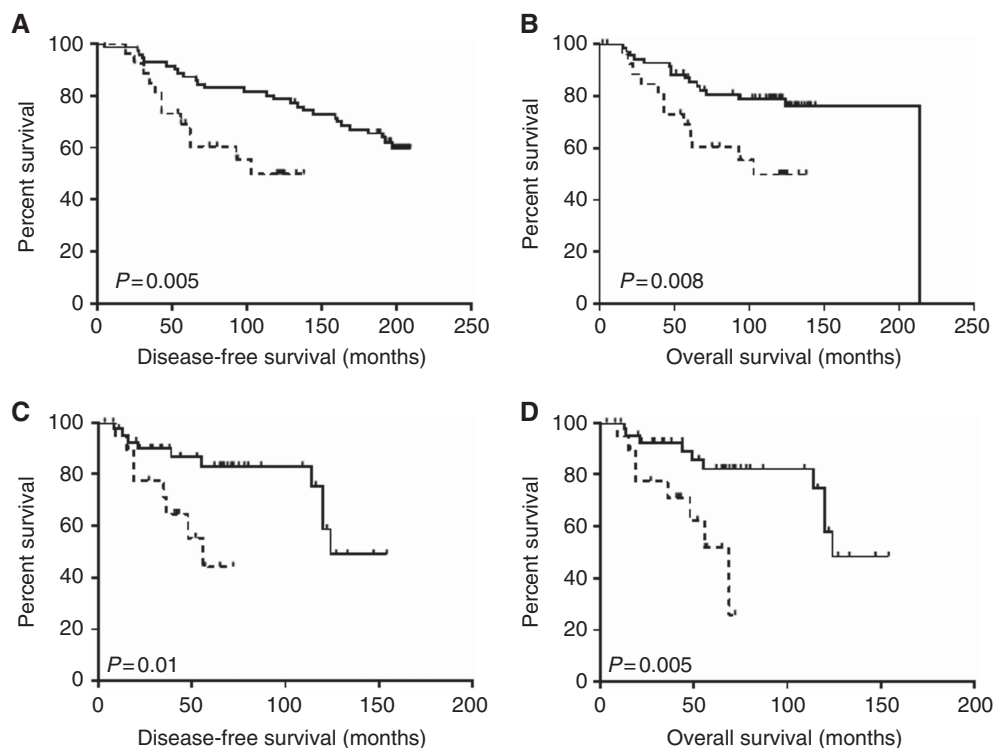 A
Percent survival
100
80
60
40
20
0
P=0.005
0 50 100 150 200 250
Disease-free survival (months)
B
Percent survival
100
80
60
40
20
0
P=0.008
0 50 100 150 200 250
Overall survival (months)
C
Percent survival
100
80
60
40
20
0
P=0.01
0 50 100 150 200
Disease-free survival (months)
D
Percent survival
100
80
60
40
20
0
P=0.005
0 50 100 150 200
Overall survival (months)